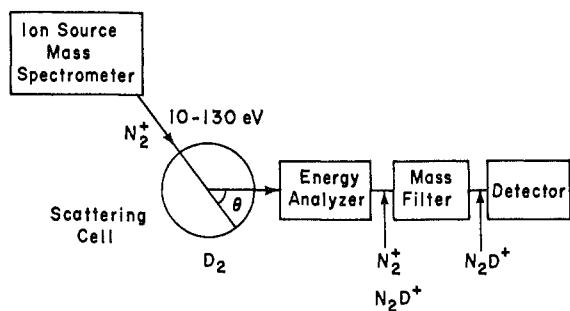 Ion Source
Mass
Spectrometer
10-130 eV
N2+
θ
Scattering
Cell
D2
Energy
Analyzer
Mass
Filter
Detector
N2+
N2D+
N2D+